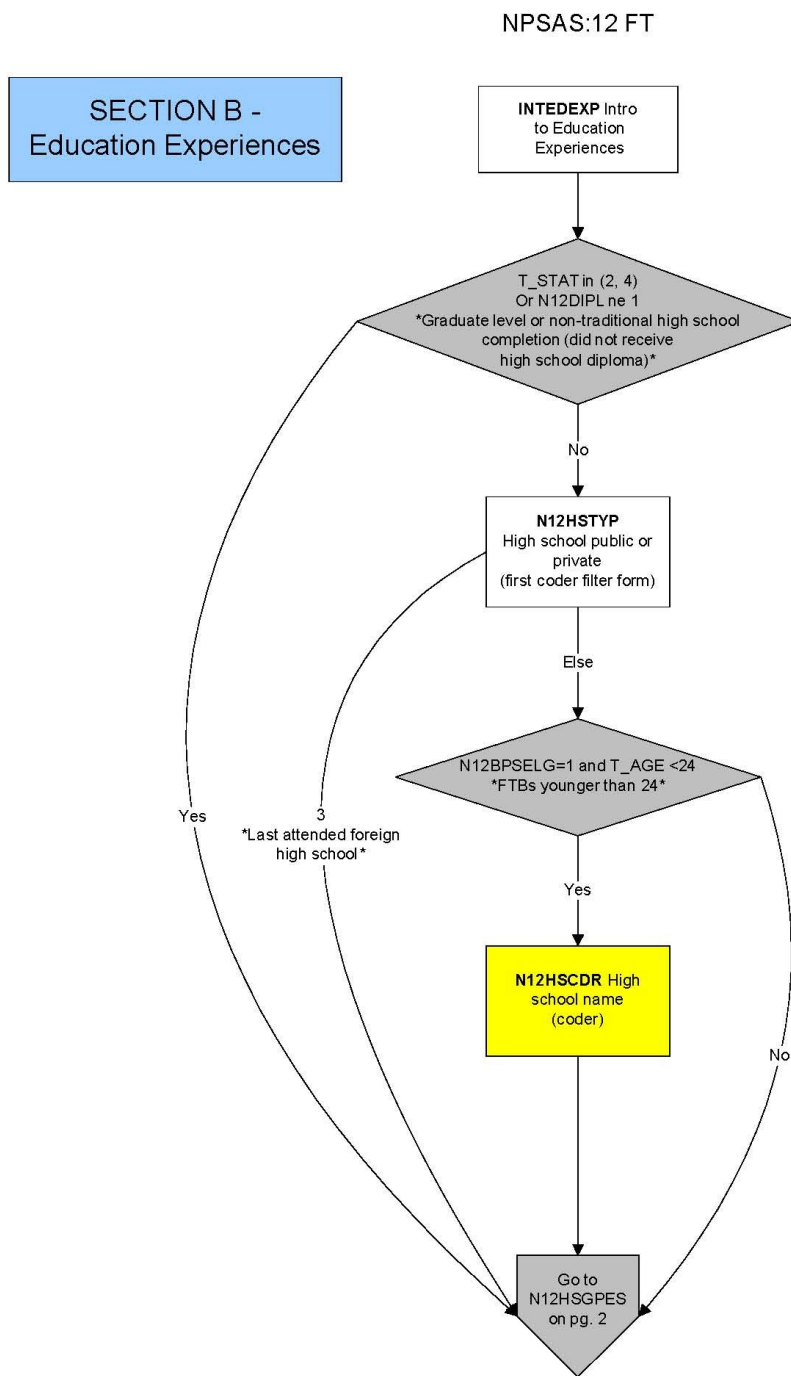 NPSAS:12 FT
SECTION B -
Education Experiences
INTEDEXP Intro
to Education
Experiences
T_STAT in (2, 4)
Or N12DIPL ne 1
*Graduate level or non-traditional high school
completion (did not receive
high school diploma)*
No
N12HSTYP
High school public or
private
(first coder filter form)
Else
N12BPSELG=1 and T_AGE <24
*FTBs younger than 24*
Yes
3
*Last attended foreign
high school*
Yes
N12HSCDR High
school name
(coder)
No
Go to
N12HSGPES
on pg. 2